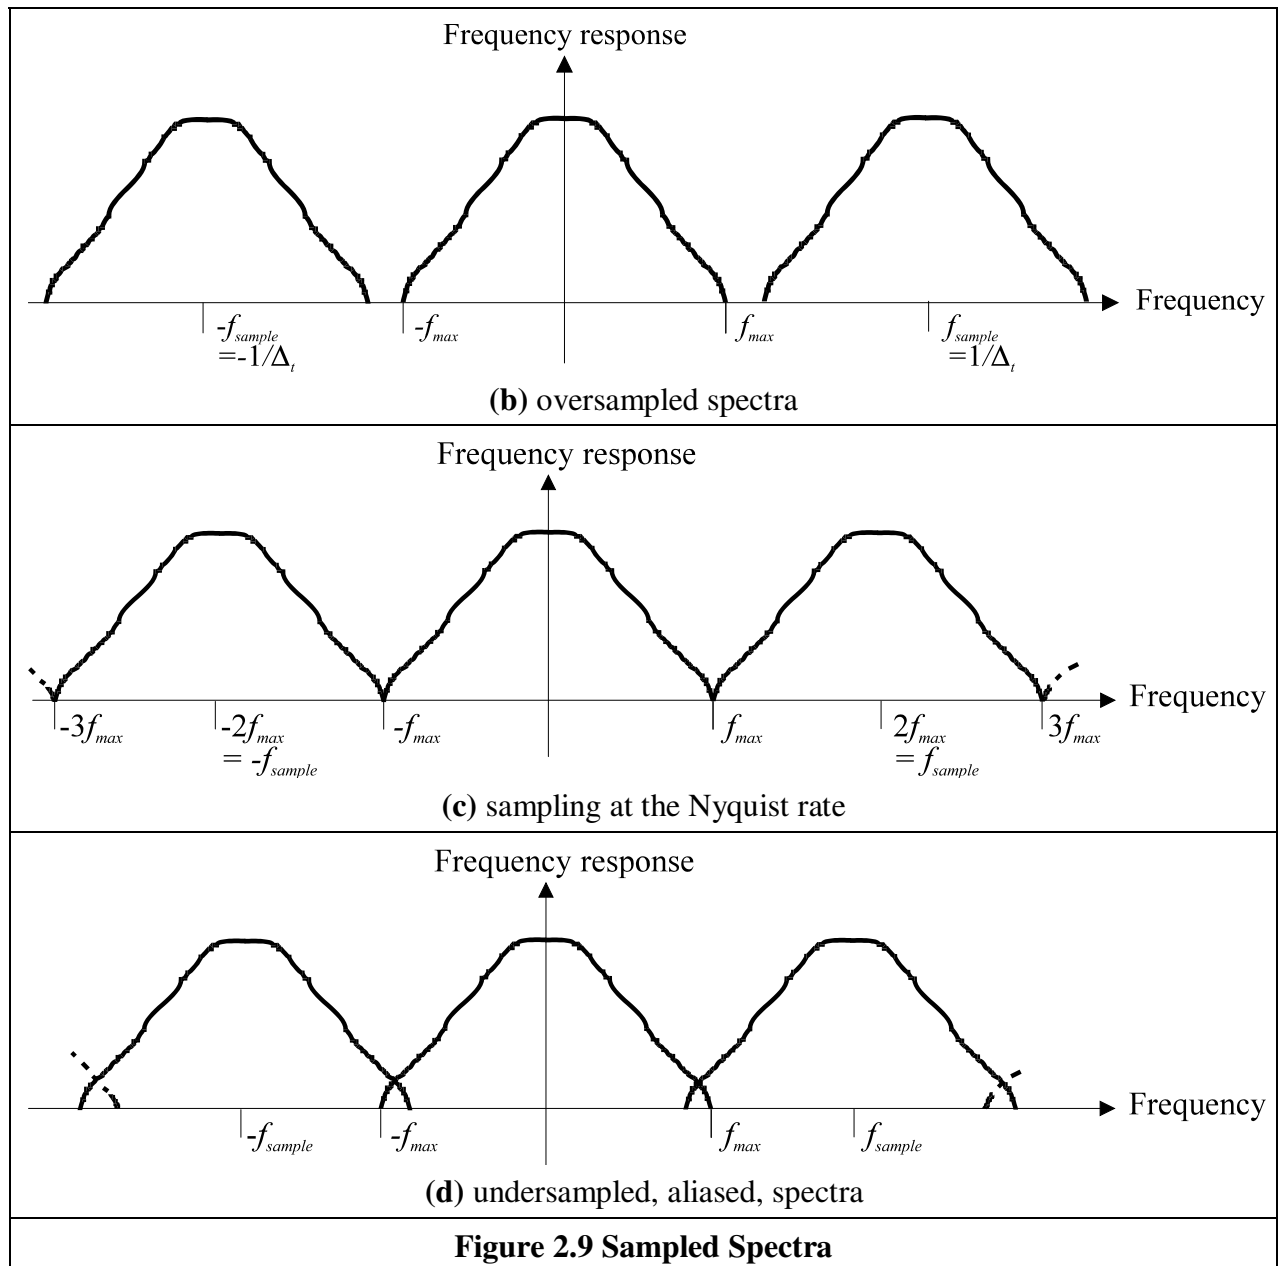 Frequency response
Frequency
-f_sample
=-1/Δ_t
-f_max
f_max
f_sample
=1/Δ_t
(b) oversampled spectra
Frequency response
Frequency
-3f_max
-2f_max
= -f_sample
-f_max
f_max
2f_max
= f_sample
3f_max
(c) sampling at the Nyquist rate
Frequency response
Frequency
-f_sample
-f_max
f_max
f_sample
(d) undersampled, aliased, spectra
Figure 2.9 Sampled Spectra